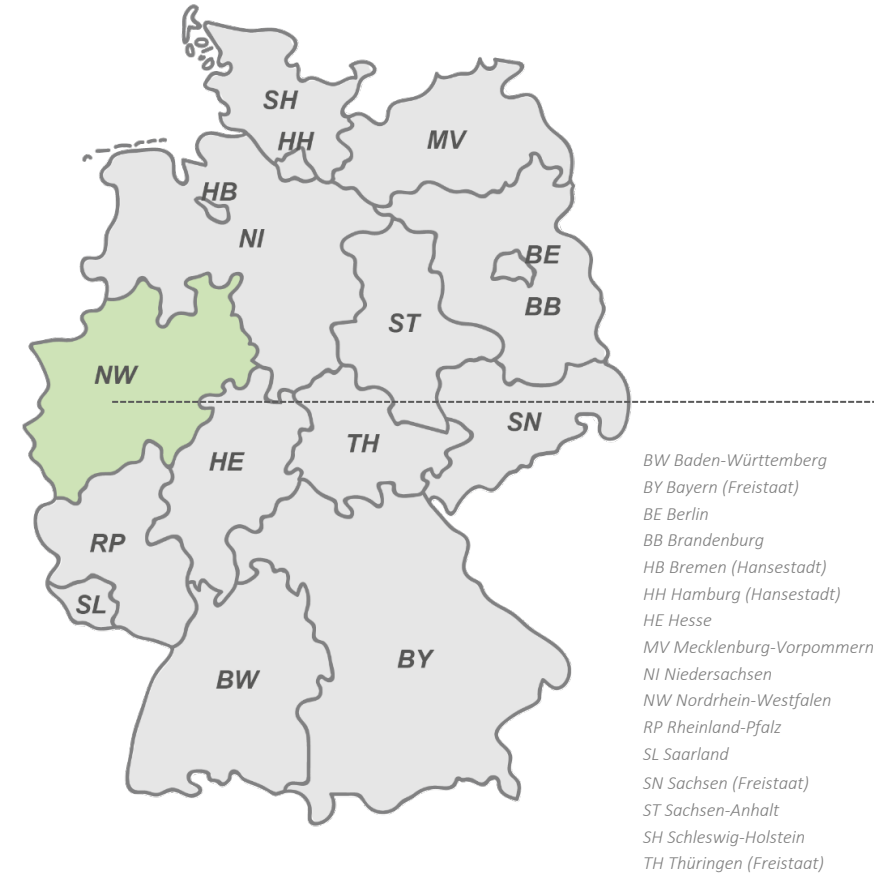 SH
HH
MV
HB
NI
BE
BB
ST
NW
SN
TH
HE
RP
SL
BW
BY
BW Baden-Württemberg
BY Bayern (Freistaat)
BE Berlin
BB Brandenburg
HB Bremen (Hansestadt)
HH Hamburg (Hansestadt)
HE Hesse
MV Mecklenburg-Vorpommern
NI Niedersachsen
NW Nordrhein-Westfalen
RP Rheinland-Pfalz
SL Saarland
SN Sachsen (Freistaat)
ST Sachsen-Anhalt
SH Schleswig-Holstein
TH Thüringen (Freistaat)